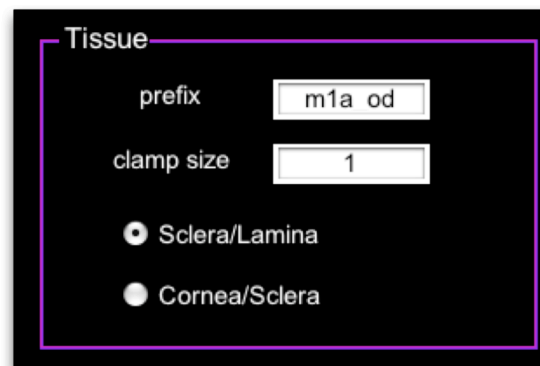 Tissue
prefix m1a od
clamp size 1
Sclera/Lamina
Cornea/Sclera